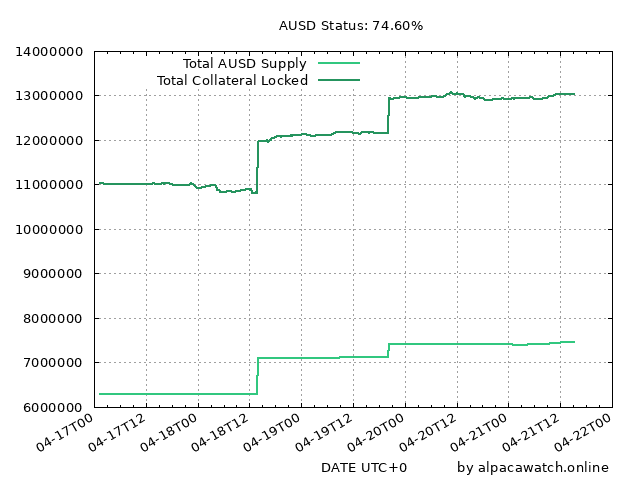 AUSD Status: 74.60%
14000000
Total AUSD Supply
Total Collateral Locked
13000000
12000000
11000000
10000000
9000000
8000000
7000000
6000000
04-17T00
04-17T12
04-18T00
04-18T12
04-19T00
04-19T12
04-20T00
04-20T12
04-21T00
04-21T12
04-22T00
DATE UTC+0
by alpacawatch.online